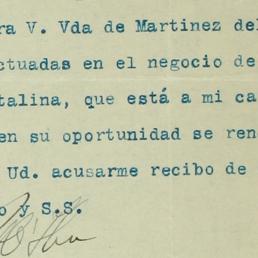 ra V. Vda de Martinez del
ctuadas en el negocio de
talina, que está a mi ca
en su oportunidad se ren
Ud. acusarme recibo de
o y S.S.